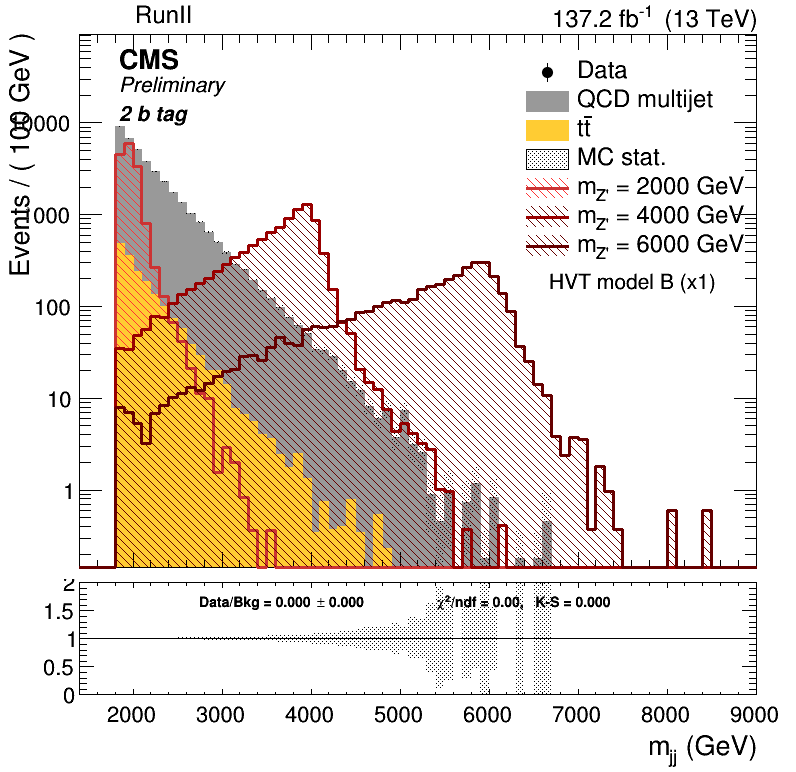 RunII
137.2 fb⁻¹ (13 TeV)
CMS
Preliminary
2 b tag
Data
QCD multijet
tt̄
MC stat.
m_Z' = 2000 GeV
m_Z' = 4000 GeV
m_Z' = 6000 GeV
HVT model B (x1)
Events / ( 100 GeV )
10000
1000
100
10
1
Data/Bkg = 0.000 ± 0.000
χ²/ndf = 0.00, K-S = 0.000
2
1.5
1
0.5
0
2000 3000 4000 5000 6000 7000 8000 9000
m_jj (GeV)